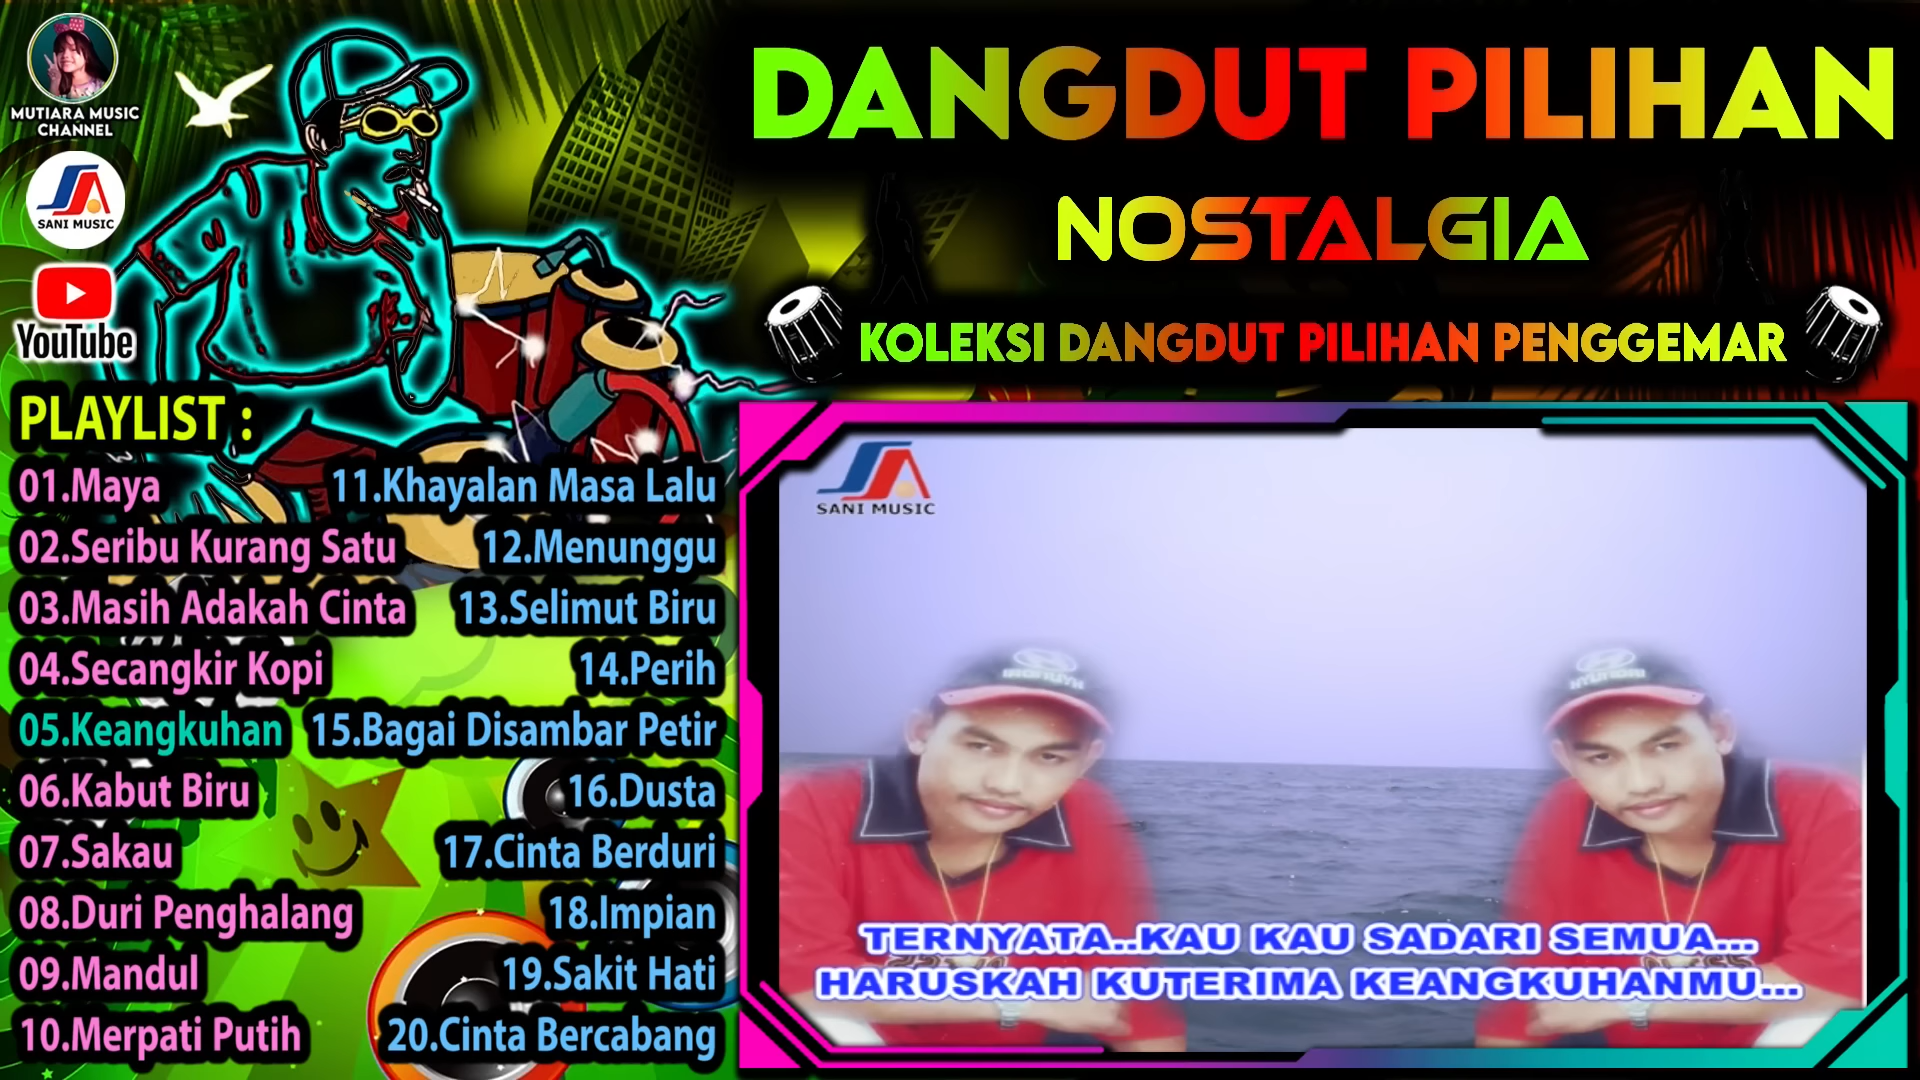 MUTIARA MUSIC
CHANNEL
SANI MUSIC
YouTube
DANGDUT PILIHAN
NOSTALGIA
KOLEKSI DANGDUT PILIHAN PENGGEMAR
PLAYLIST :
01.Maya
02.Seribu Kurang Satu
03.Masih Adakah Cinta
04.Secangkir Kopi
05.Keangkuhan
06.Kabut Biru
07.Sakau
08.Duri Penghalang
09.Mandul
10.Merpati Putih
11.Khayalan Masa Lalu
12.Menunggu
13.Selimut Biru
14.Perih
15.Bagai Disambar Petir
16.Dusta
17.Cinta Berduri
18.Impian
19.Sakit Hati
20.Cinta Bercabang
SANI MUSIC
HYUNDAI
TERNYATA..KAU KAU SADARI SEMUA...
HARUSKAH KUTERIMA KEANGKUHANMU...